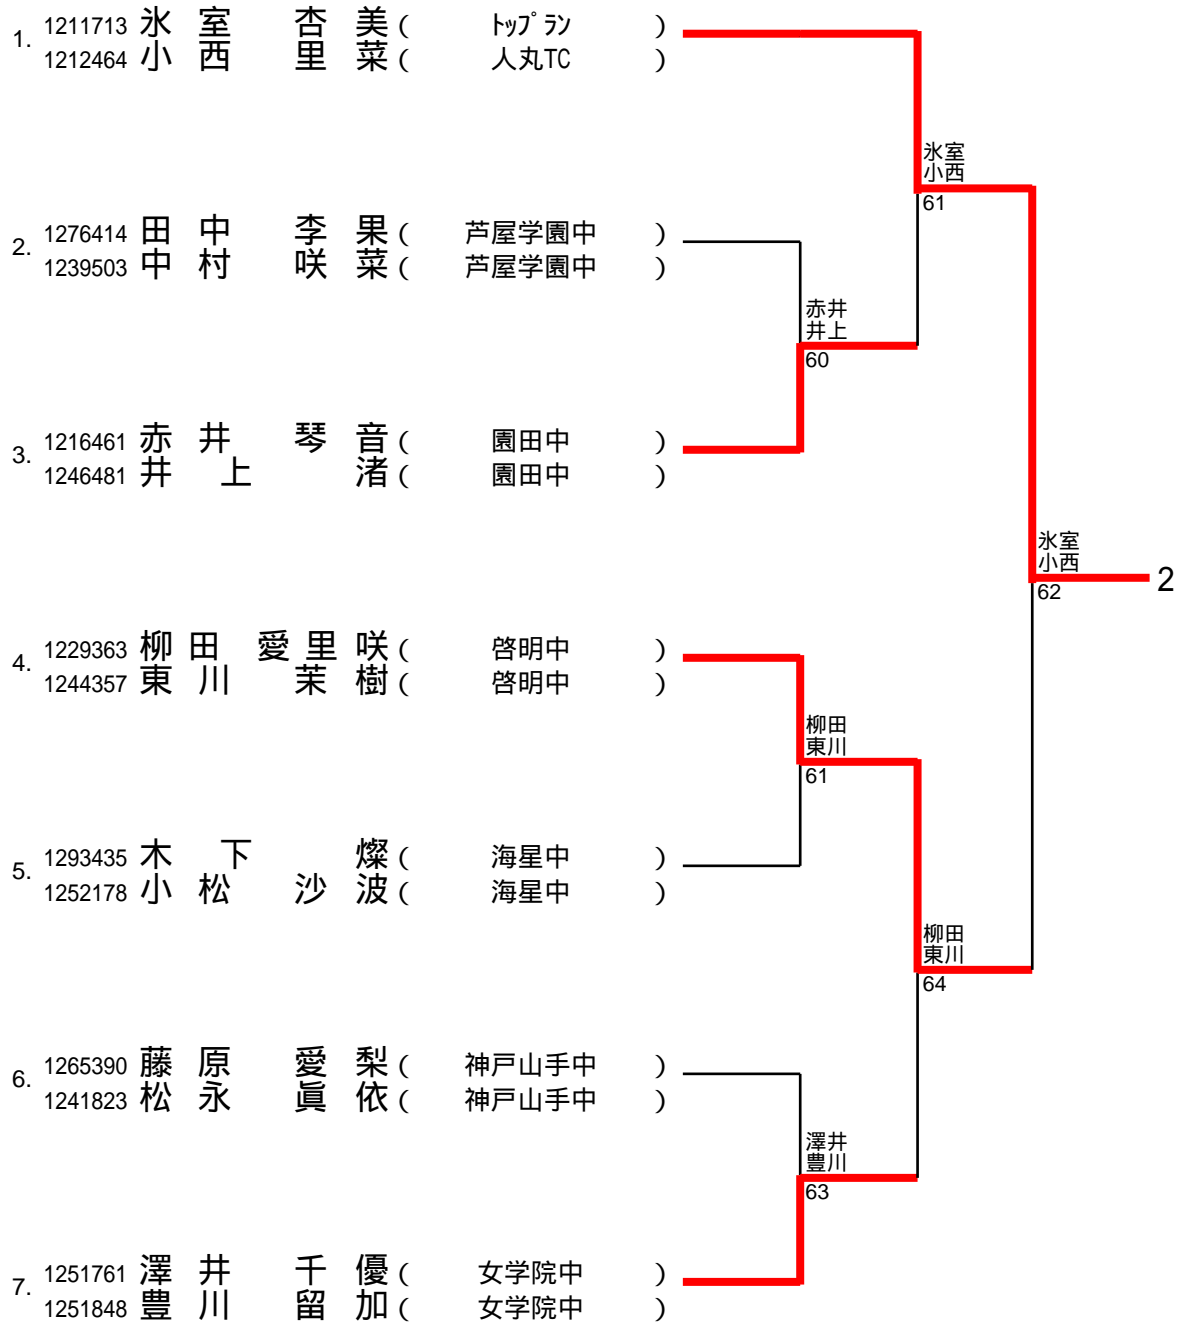 1. 1211713 氷室 杏美 ( トップラン )
1212464 小西 里菜 ( 人丸TC )
氷室
小西
61
2. 1276414 田中 李果 ( 芦屋学園中 )
1239503 中村 咲菜 ( 芦屋学園中 )
赤井
井上
60
3. 1216461 赤井 琴音 ( 園田中 )
1246481 井上 渚 ( 園田中 )
氷室
小西
62
2
4. 1229363 柳田 愛里咲 ( 啓明中 )
1244357 東川 茉樹 ( 啓明中 )
柳田
東川
61
5. 1293435 木下 燦 ( 海星中 )
1252178 小松 沙波 ( 海星中 )
柳田
東川
64
6. 1265390 藤原 愛梨 ( 神戸山手中 )
1241823 松永 眞依 ( 神戸山手中 )
澤井
豊川
63
7. 1251761 澤井 千優 ( 女学院中 )
1251848 豊川 留加 ( 女学院中 )